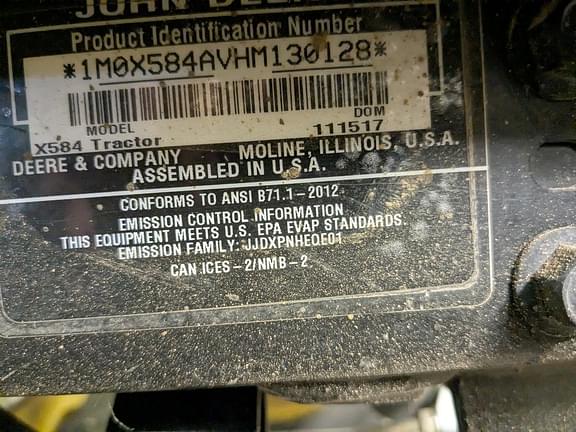 JOHN DEERE
Product Identification Number
*1M0X584AVHM130128*
DOM
MODEL 111517
X584 Tractor
DEERE & COMPANY MOLINE, ILLINOIS, U.S.A.
ASSEMBLED IN U.S.A.
CONFORMS TO ANSI B71.1-2012
EMISSION CONTROL INFORMATION
THIS EQUIPMENT MEETS U.S. EPA EVAP STANDARDS.
EMISSION FAMILY: JJDXPNHEQE01
CAN ICES-2/NMB-2